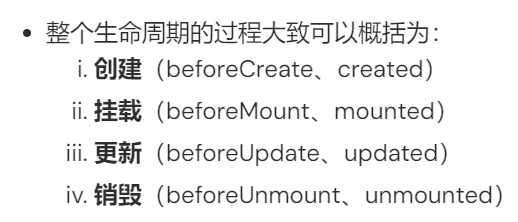 • 整个生命周期的过程大致可以概括为：
i. 创建（beforeCreate、created）
ii. 挂载（beforeMount、mounted）
iii. 更新（beforeUpdate、updated）
iv. 销毁（beforeUnmount、unmounted）